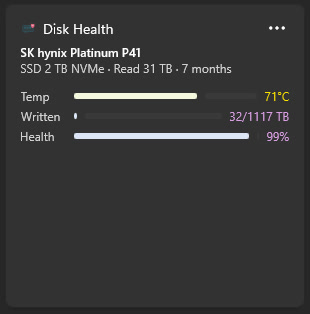 Disk Health
SK hynix Platinum P41
SSD 2 TB NVMe · Read 31 TB · 7 months
Temp 71°C
Written 32/1117 TB
Health 99%